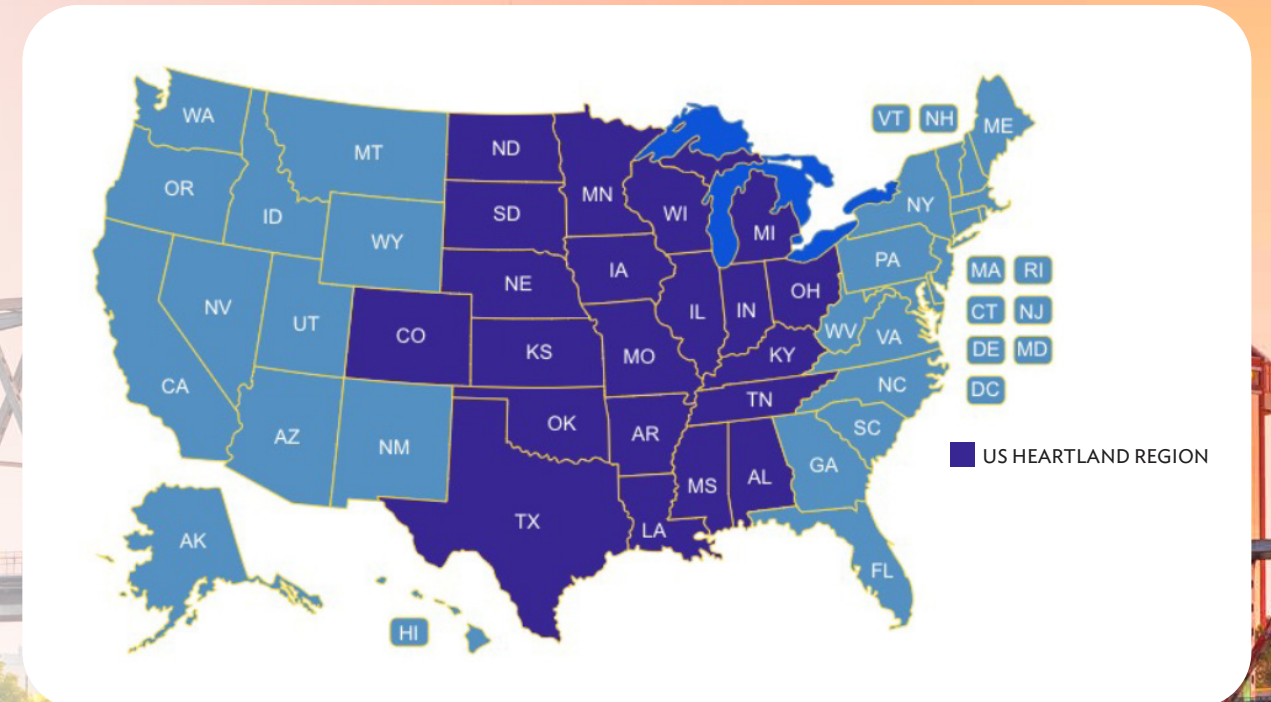 WA
MT
ND
MN
VT
NH
ME
OR
ID
SD
WI
MI
NY
WY
NE
IA
PA
MA
RI
NV
UT
CO
KS
MO
IL
IN
OH
WV
VA
CT
NJ
DE
MD
DC
CA
AZ
NM
OK
AR
KY
TN
NC
SC
US HEARTLAND REGION
TX
LA
MS
AL
GA
AK
FL
HI